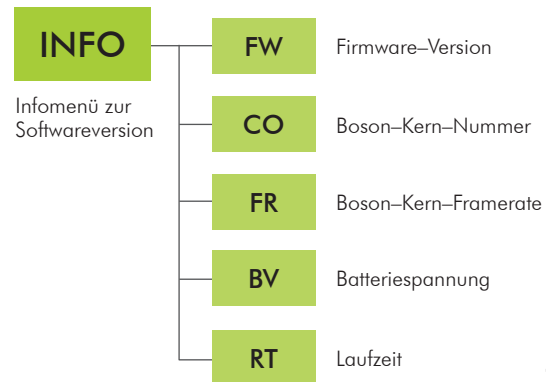 INFO
Infomenü zur
Softwareversion
FW
Firmware–Version
CO
Boson–Kern–Nummer
FR
Boson–Kern–Framerate
BV
Batteriespannung
RT
Laufzeit